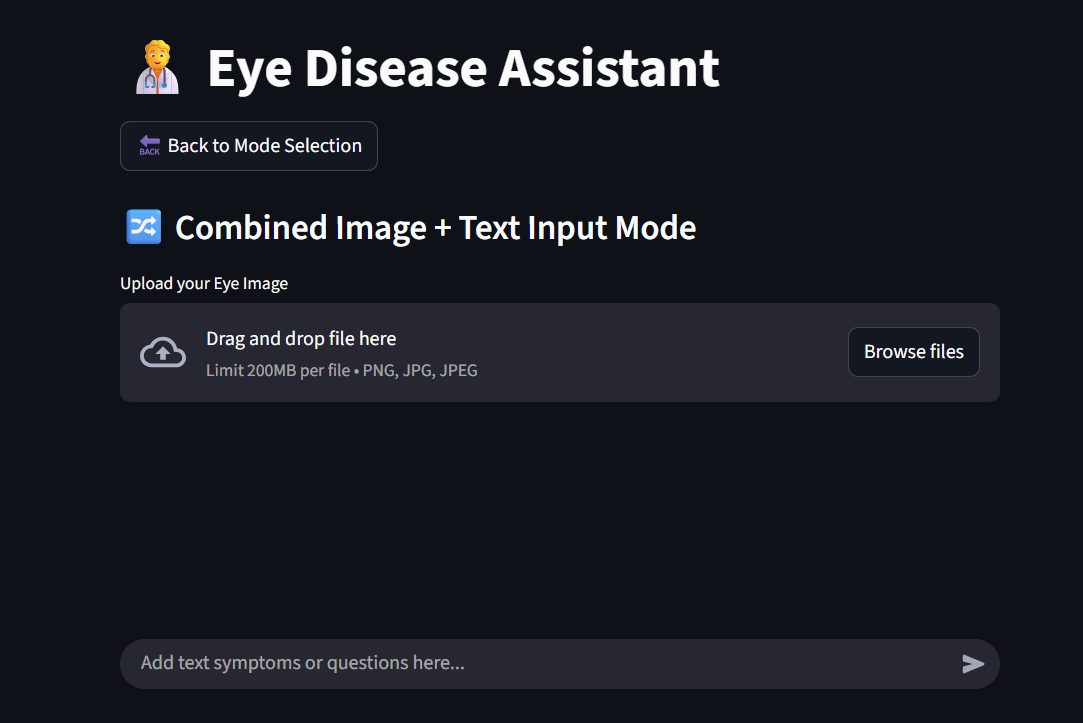 Eye Disease Assistant
BACK Back to Mode Selection
Combined Image + Text Input Mode
Upload your Eye Image
Drag and drop file here
Limit 200MB per file • PNG, JPG, JPEG
Browse files
Add text symptoms or questions here...